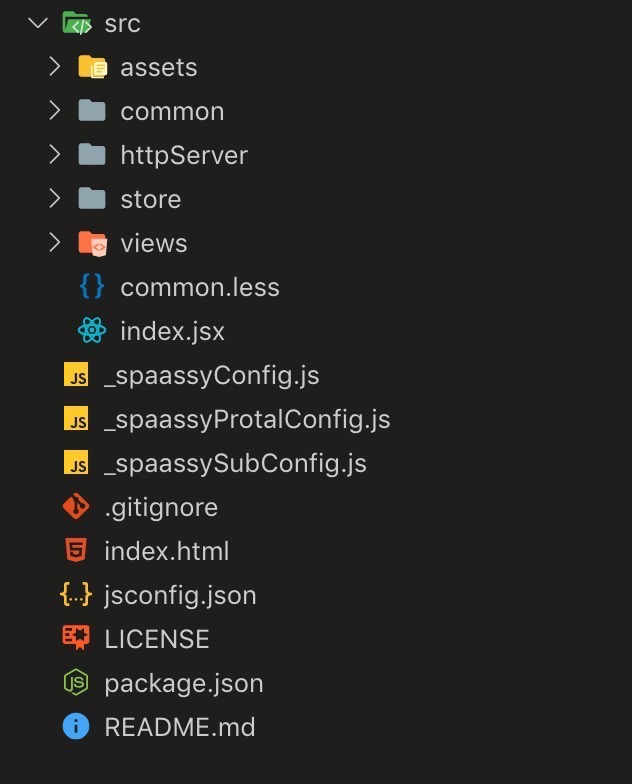 src
assets
common
httpServer
store
views
common.less
index.jsx
_spaassyConfig.js
_spaassyProtalConfig.js
_spaassySubConfig.js
.gitignore
index.html
jsconfig.json
LICENSE
package.json
README.md